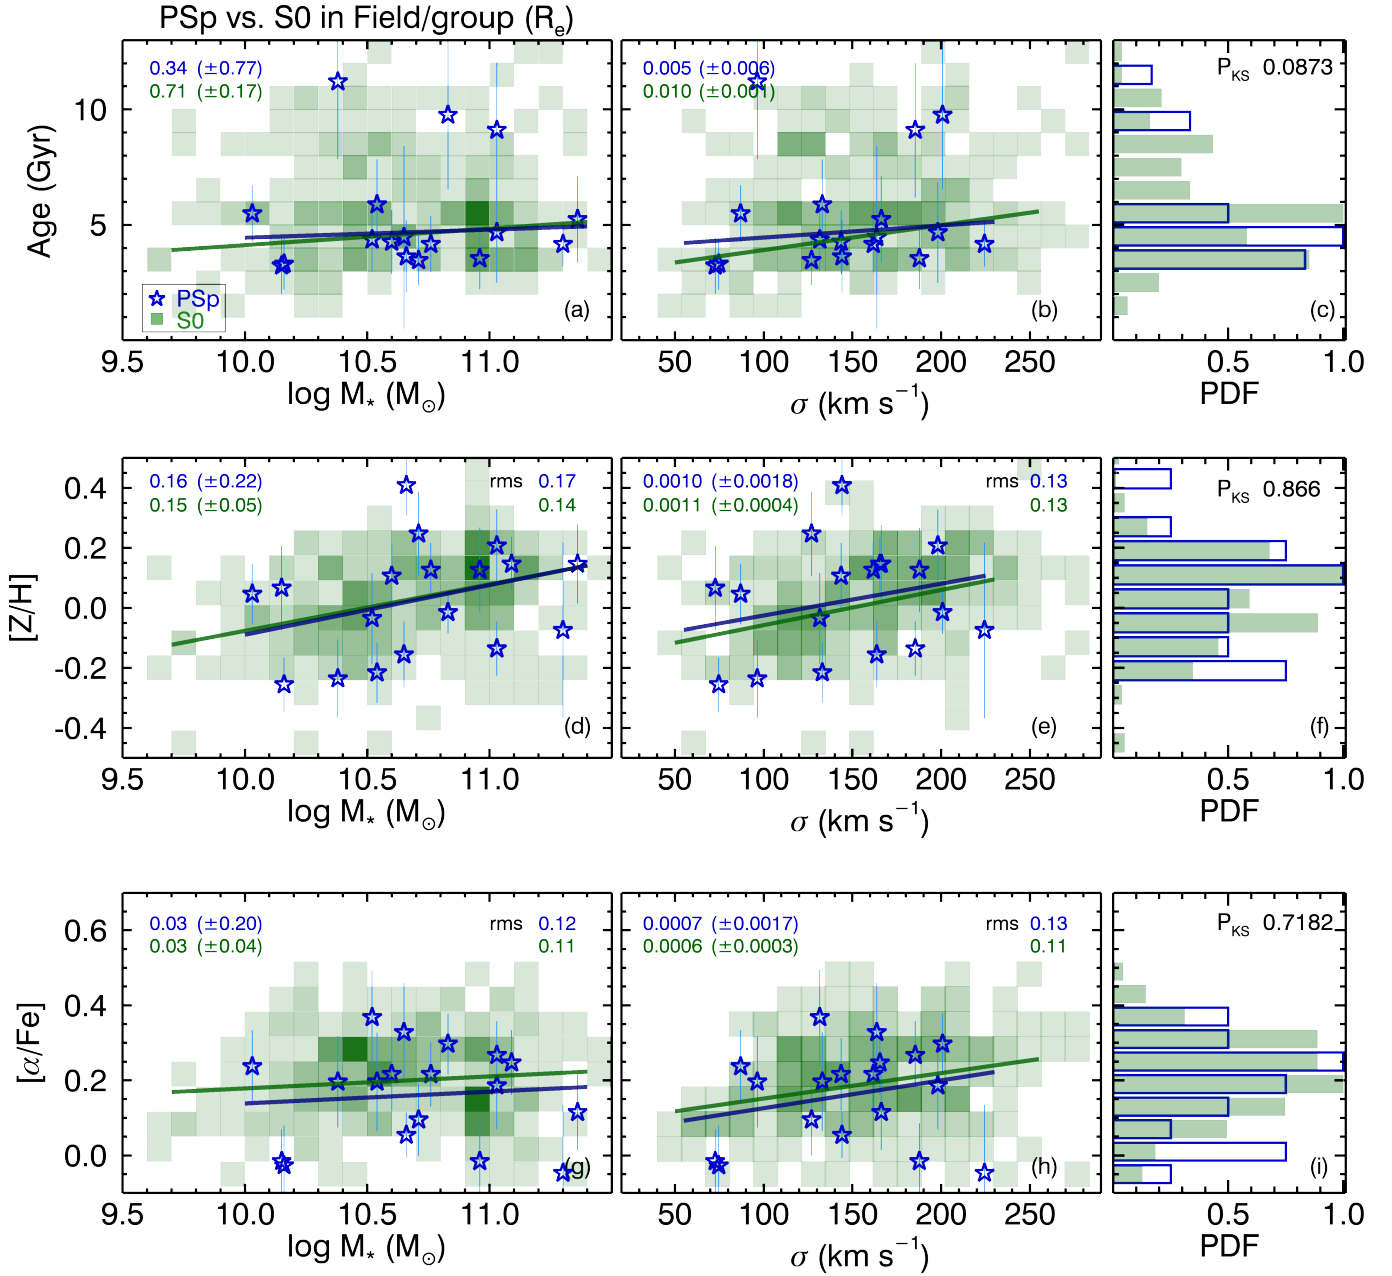 PSp vs. S0 in Field/group (Re)
0.34 (±0.77)
0.71 (±0.17)
0.005 (±0.006)
0.010 (±0.001)
PKS 0.0873
10
5
Age (Gyr)
PSp
S0
(a)
(b)
(c)
9.5 10.0 10.5 11.0
50 100 150 200 250
0.5 1.0
log M* (M⊙)
σ (km s−1)
PDF
0.16 (±0.22)
0.15 (±0.05)
rms 0.17
0.14
0.0010 (±0.0018)
0.0011 (±0.0004)
rms 0.13
0.13
PKS 0.866
0.4
0.2
0.0
-0.2
-0.4
[Z/H]
(d)
(e)
(f)
9.5 10.0 10.5 11.0
50 100 150 200 250
0.5 1.0
log M* (M⊙)
σ (km s−1)
PDF
0.03 (±0.20)
0.03 (±0.04)
rms 0.12
0.11
0.0007 (±0.0017)
0.0006 (±0.0003)
rms 0.13
0.11
PKS 0.7182
0.6
0.4
0.2
0.0
[α/Fe]
(g)
(h)
(i)
9.5 10.0 10.5 11.0
50 100 150 200 250
0.5 1.0
log M* (M⊙)
σ (km s−1)
PDF